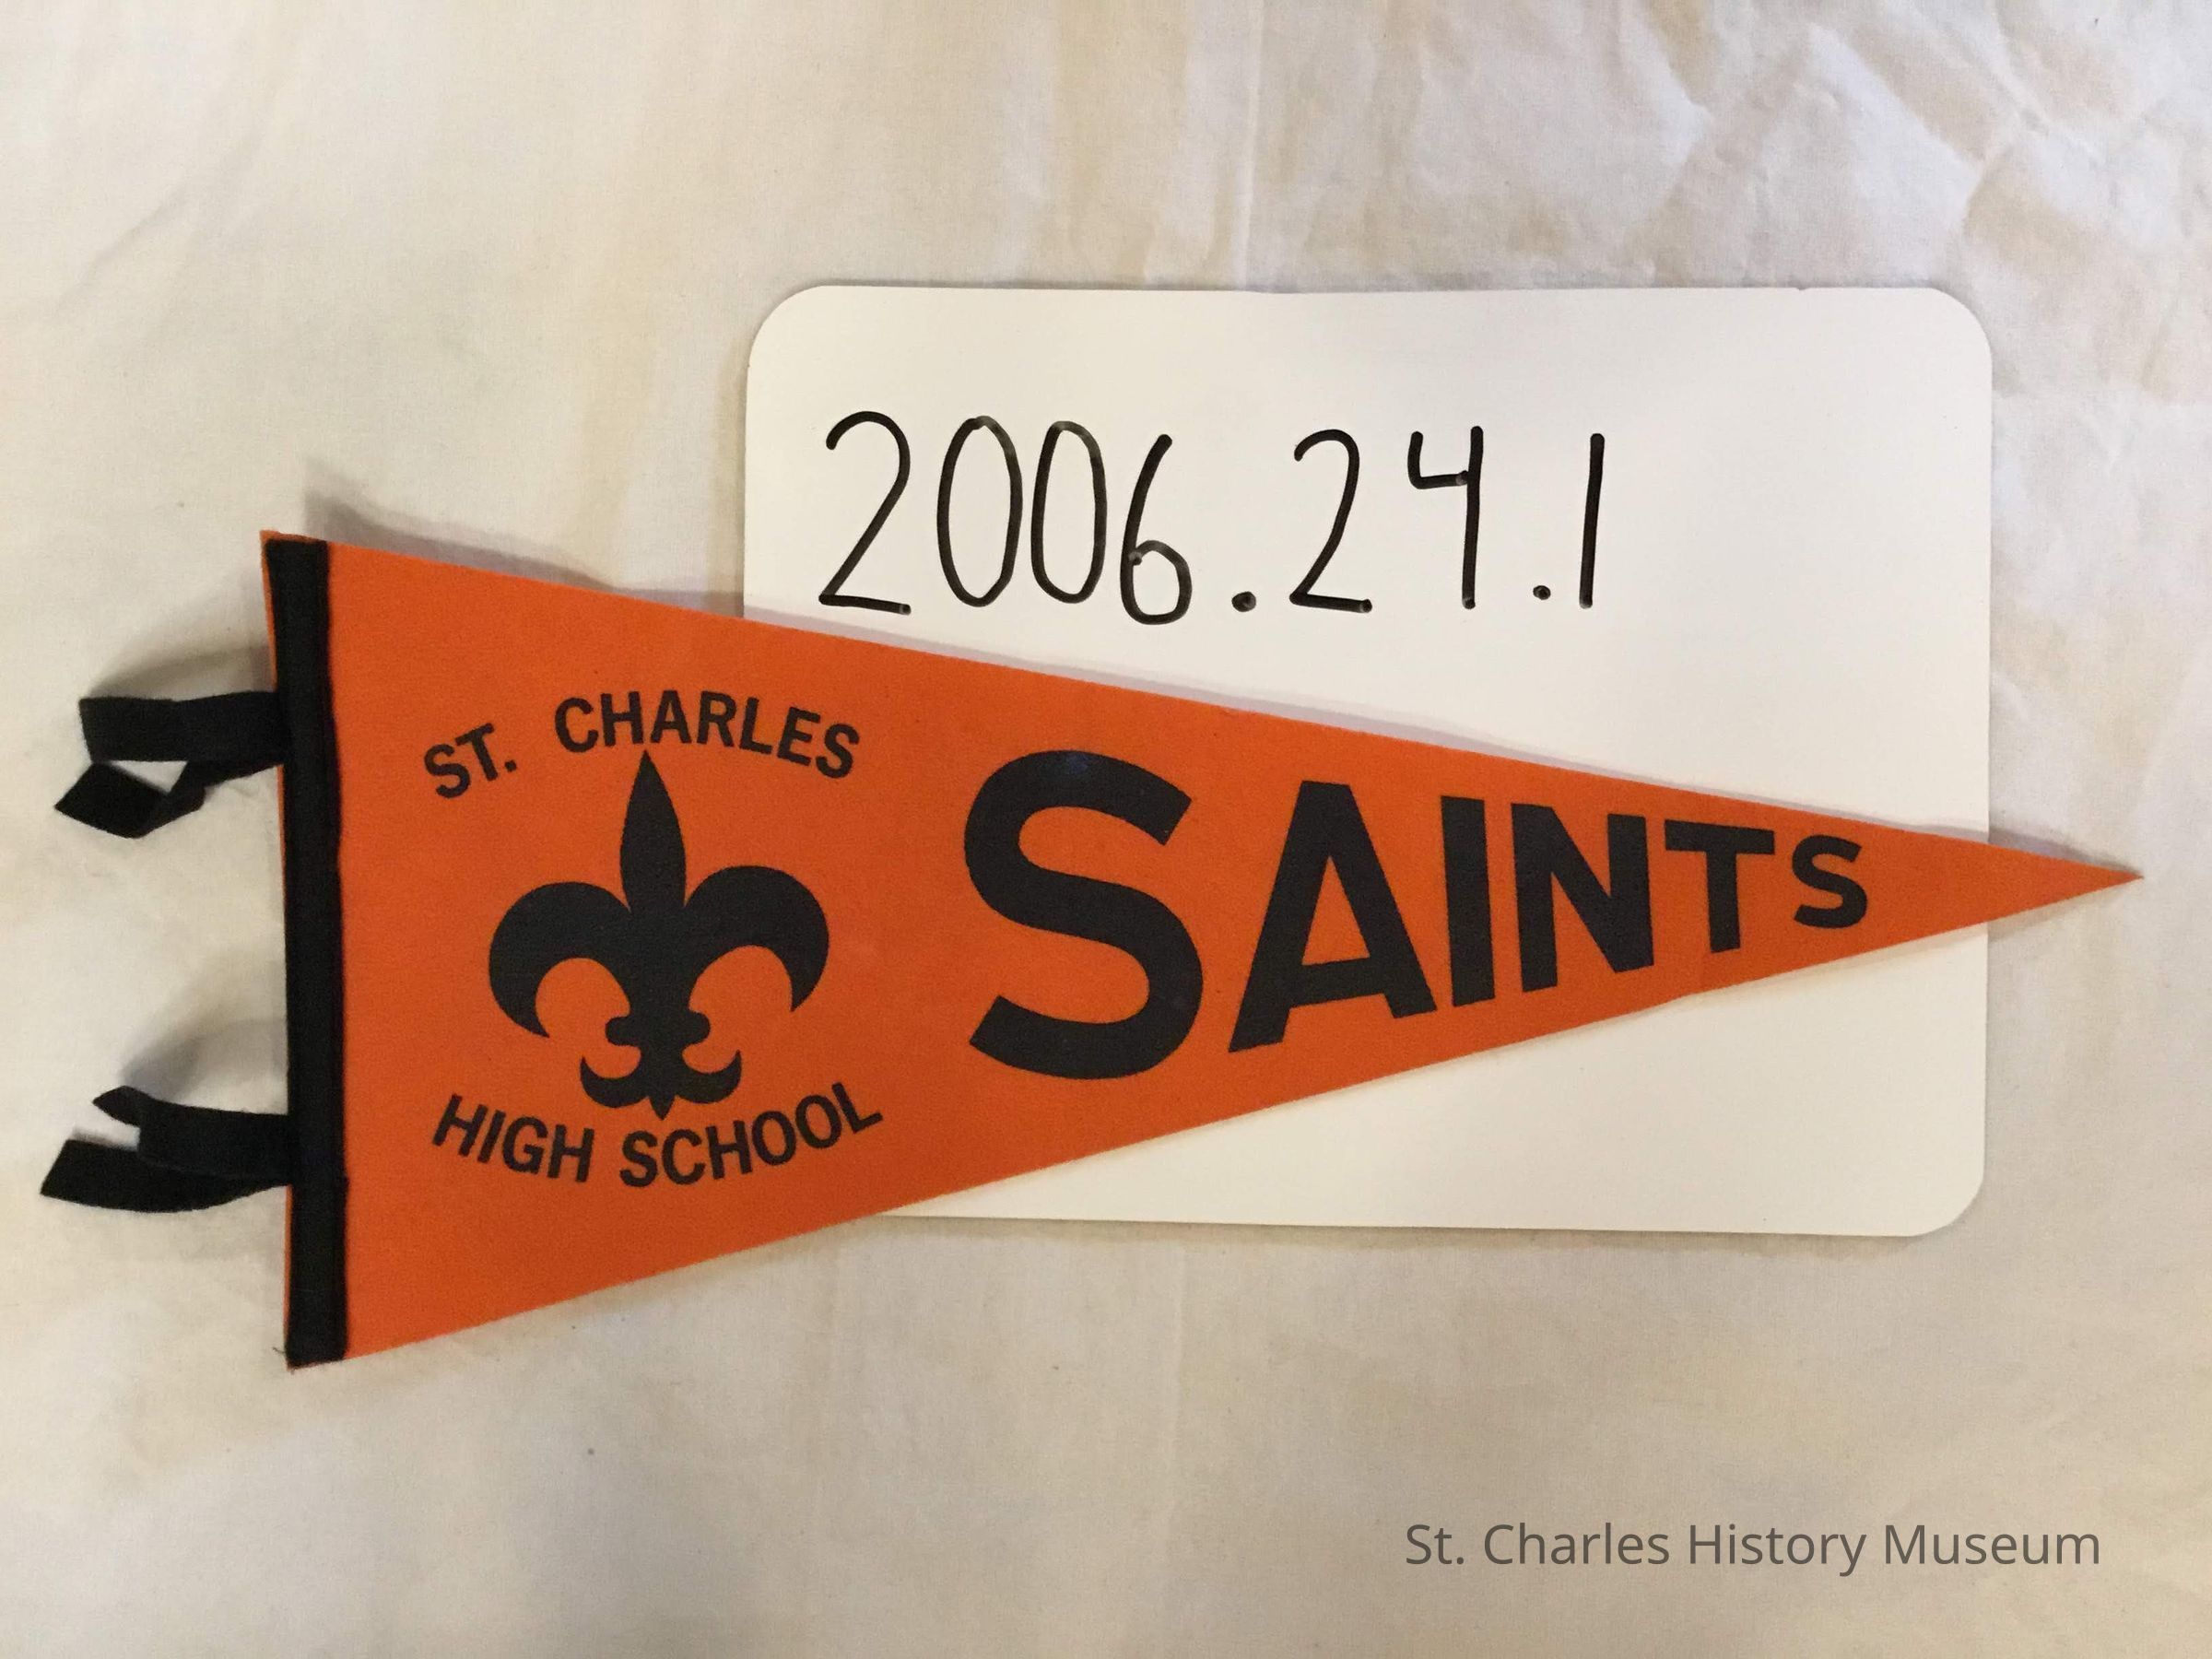 2006.24.1
ST. CHARLES
SAINTS
HIGH SCHOOL
St. Charles History Museum